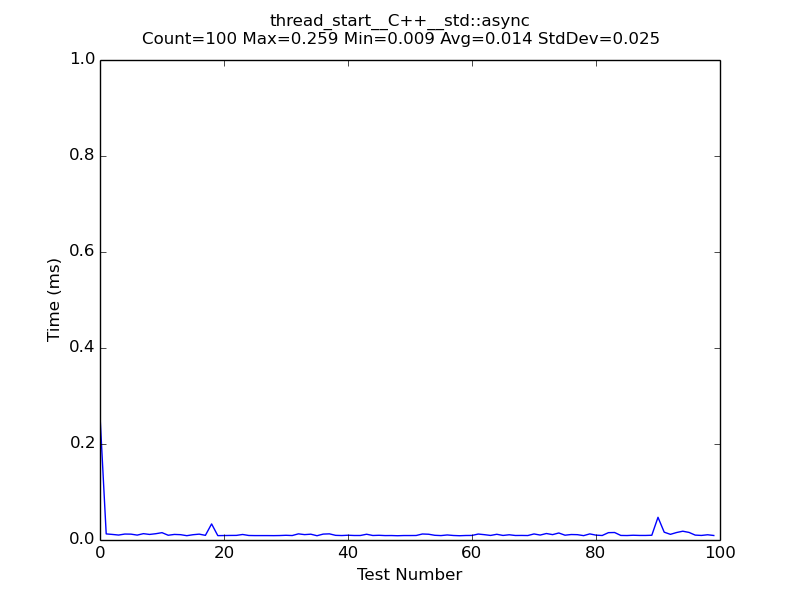 thread_start__C++__std::async
Count=100 Max=0.259 Min=0.009 Avg=0.014 StdDev=0.025
1.0
0.8
0.6
0.4
0.2
0.0
Time (ms)
0 20 40 60 80 100
Test Number